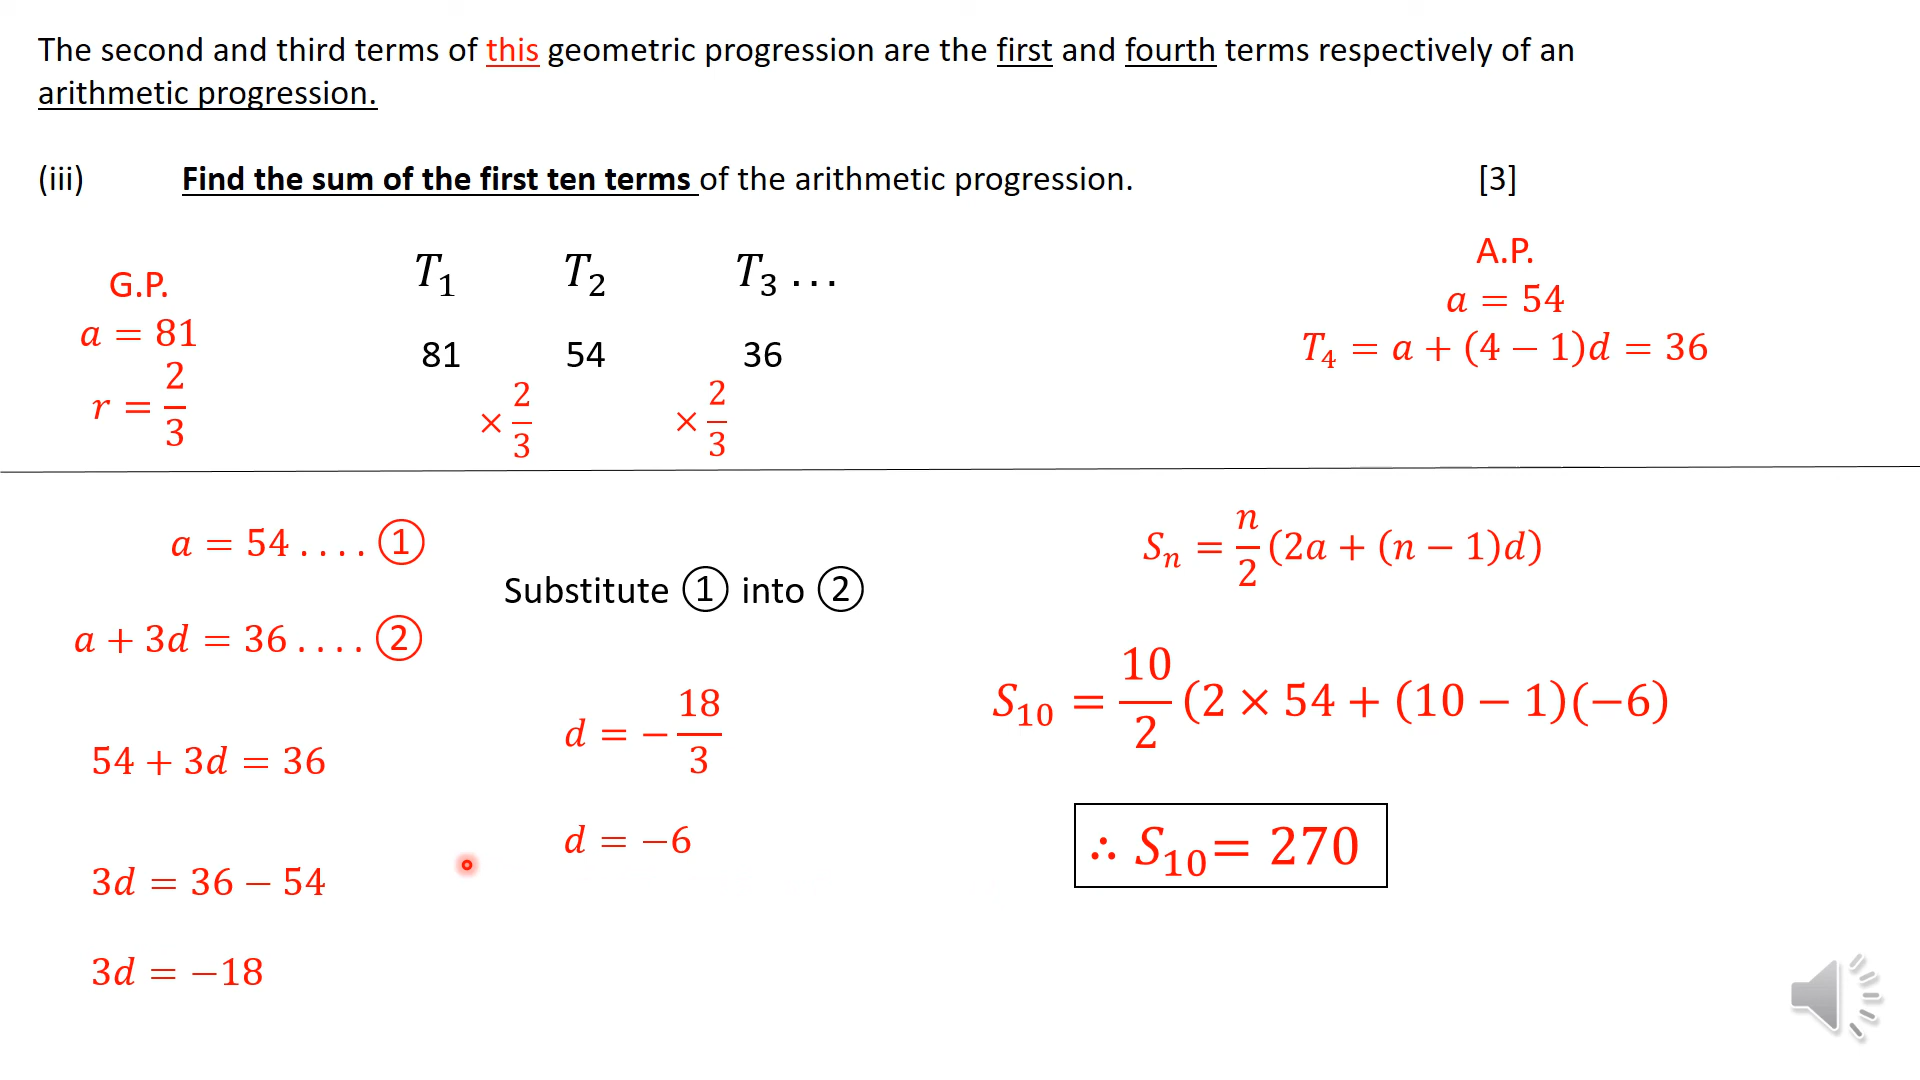 The second and third terms of this geometric progression are the first and fourth terms respectively of an
arithmetic progression.
(iii) Find the sum of the first ten terms of the arithmetic progression. [3]
G.P.
a = 81
r = 2/3
T₁ T₂ T₃ ...
81 54 36
× 2/3 × 2/3
A.P.
a = 54
T₄ = a + (4 − 1)d = 36
a = 54 .... ①
a + 3d = 36 .... ②
54 + 3d = 36
3d = 36 − 54
3d = −18
Substitute ① into ②
d = − 18/3
d = −6
Sₙ = n/2 (2a + (n − 1)d)
S₁₀ = 10/2 (2 × 54 + (10 − 1)(−6)
∴ S₁₀ = 270